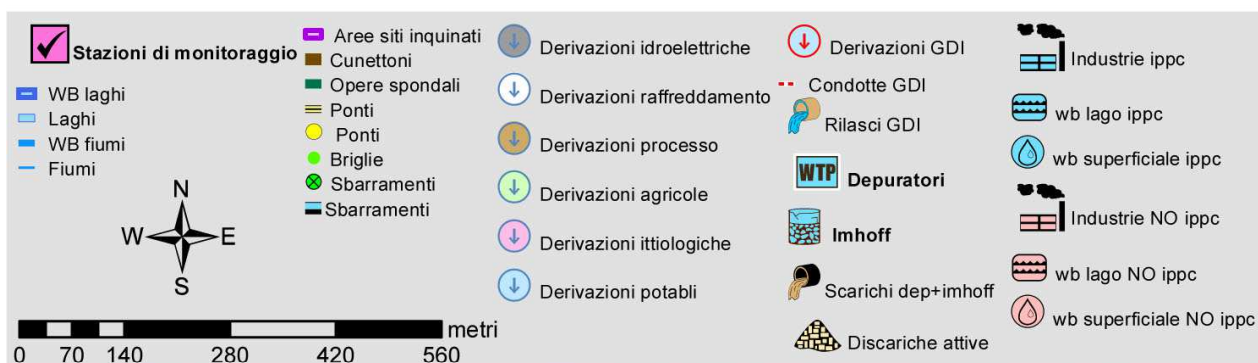 Stazioni di monitoraggio
WB laghi
Laghi
WB fiumi
Fiumi
N
W E
S
0 70 140 280 420 560
metri
Aree siti inquinati
Cunettoni
Opere spondali
Ponti
Ponti
Briglie
Sbarramenti
Sbarramenti
Derivazioni idroelettriche
Derivazioni raffreddamento
Derivazioni processo
Derivazioni agricole
Derivazioni ittiologiche
Derivazioni potabli
Derivazioni GDI
Condotte GDI
Rilasci GDI
WTP Depuratori
Imhoff
Scarichi dep+imhoff
Discariche attive
Industrie ippc
wb lago ippc
wb superficiale ippc
Industrie NO ippc
wb lago NO ippc
wb superficiale NO ippc